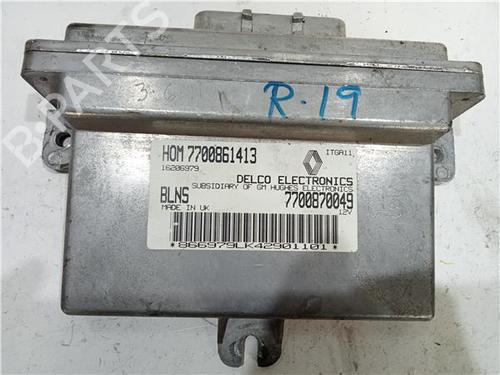 R.19
HOM 7700861413
ITGA11
16206979
DELCO ELECTRONICS
SUBSIDIARY OF GM HUGHES ELECTRONICS
BLNS
7700870049
MADE IN UK
12V
*866979LK42901101*
B-PARTS